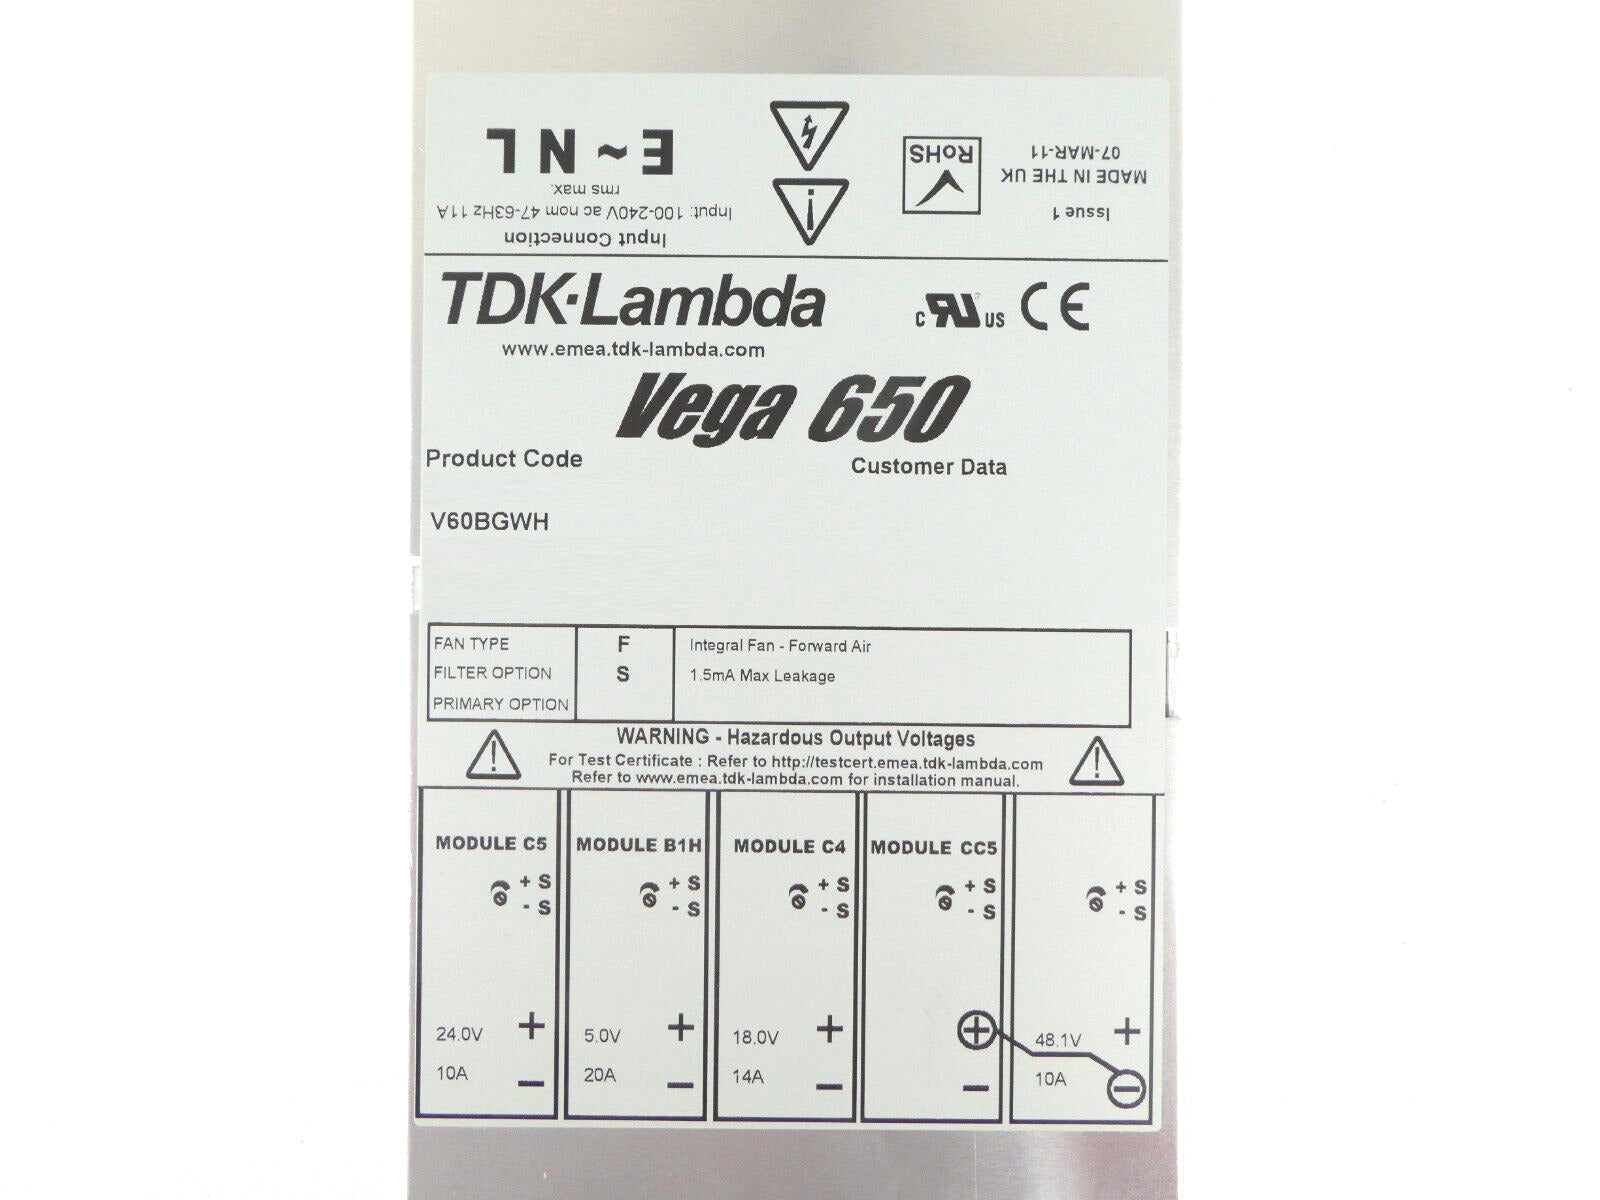 Input Connection
Input: 100-240V ac nom 47-63Hz 11A
rms max.
E ~ N L
Issue 1
MADE IN THE UK
07-MAR-11
RoHS
TDK-Lambda
www.emea.tdk-lambda.com
c RU US CE
Vega 650
Product Code
Customer Data
V60BGWH
FAN TYPE F Integral Fan - Forward Air
FILTER OPTION S 1.5mA Max Leakage
PRIMARY OPTION
WARNING - Hazardous Output Voltages
For Test Certificate : Refer to http://testcert.emea.tdk-lambda.com
Refer to www.emea.tdk-lambda.com for installation manual.
MODULE C5
+ S
- S
24.0V +
10A -
MODULE B1H
+ S
- S
5.0V +
20A -
MODULE C4
+ S
- S
18.0V +
14A -
MODULE CC5
+ S
- S
+
-
+ S
- S
48.1V +
10A -